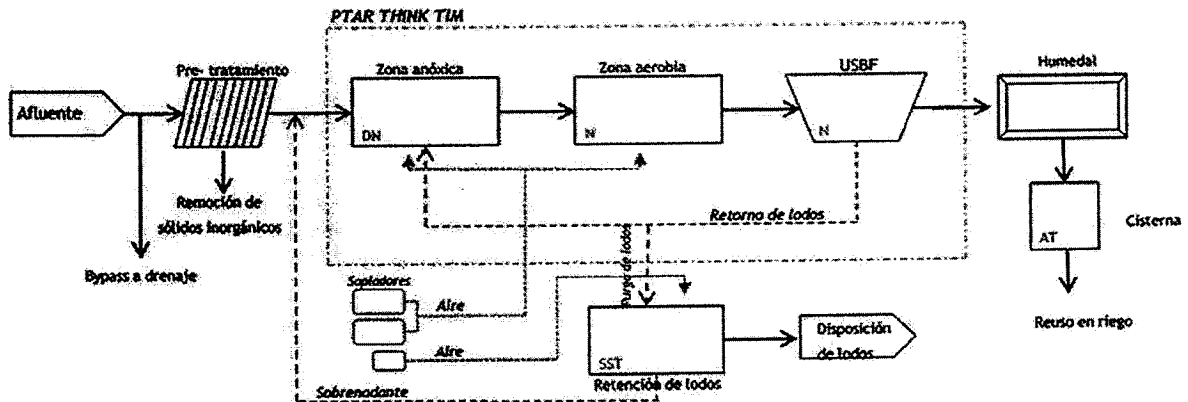 PTAR THINK TIM
Pre- tratamiento
Zona anóxica
Zona aerobia
USBF
Humedal
Afluente
DN
N
N
Remoción de
sólidos inorgánicos
Retorno de lodos
Purga de lodos
AT
Cisterna
Bypass a drenaje
Sopladores
Aire
Aire
Reuso en riego
Disposición
de lodos
SST
Retención de lodos
Sobrenadante